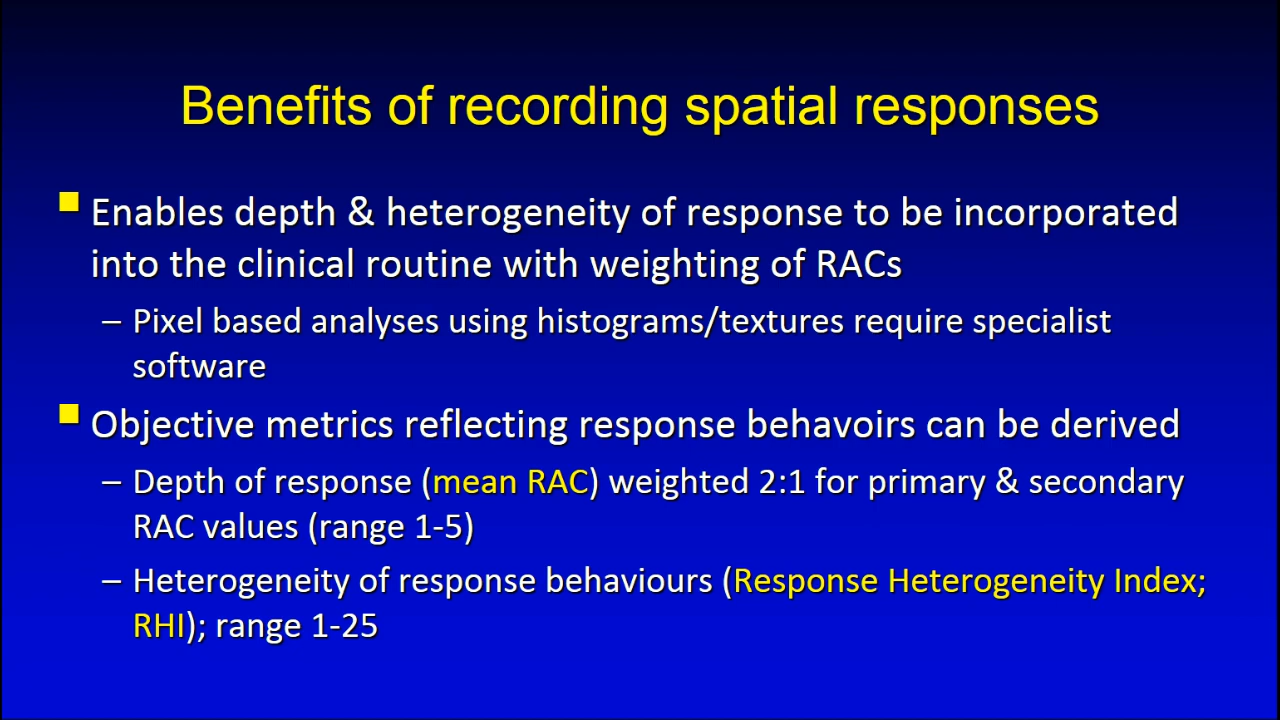 Benefits of recording spatial responses
Enables depth & heterogeneity of response to be incorporated
into the clinical routine with weighting of RACs
– Pixel based analyses using histograms/textures require specialist
software
Objective metrics reflecting response behavoirs can be derived
– Depth of response (mean RAC) weighted 2:1 for primary & secondary
RAC values (range 1-5)
– Heterogeneity of response behaviours (Response Heterogeneity Index;
RHI); range 1-25